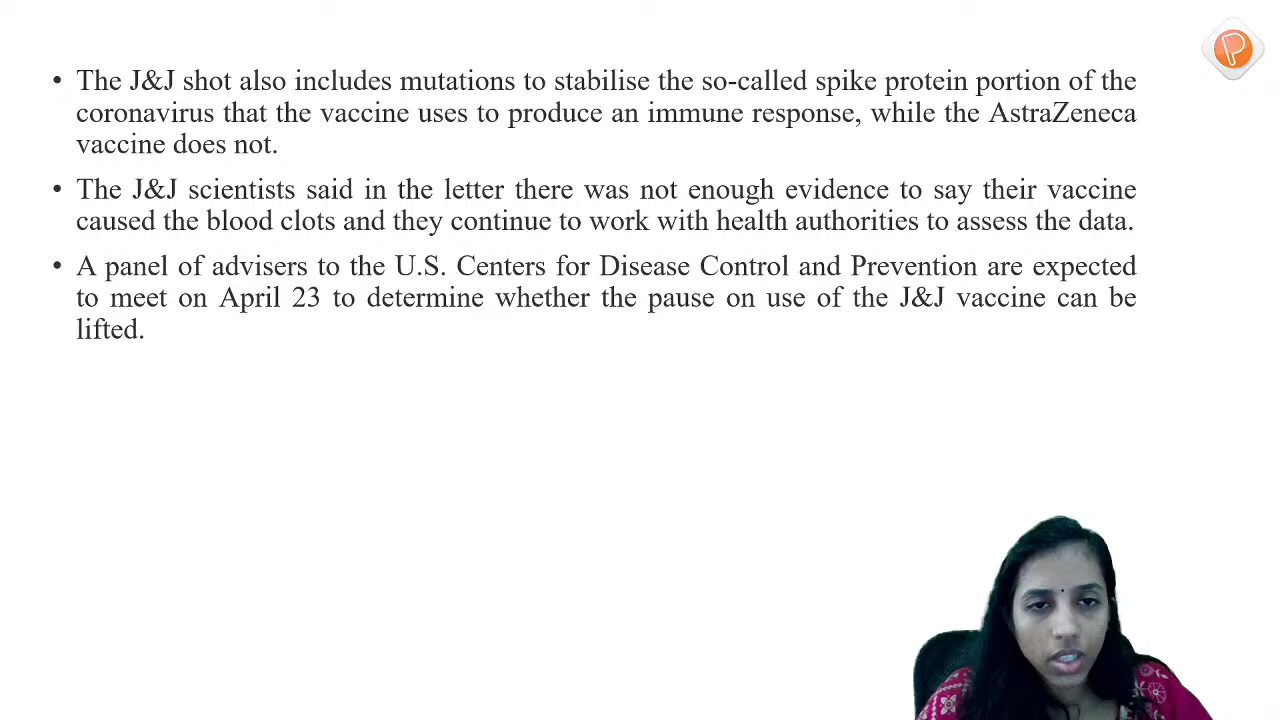 • The J&J shot also includes mutations to stabilise the so-called spike protein portion of the
coronavirus that the vaccine uses to produce an immune response, while the AstraZeneca
vaccine does not.
• The J&J scientists said in the letter there was not enough evidence to say their vaccine
caused the blood clots and they continue to work with health authorities to assess the data.
• A panel of advisers to the U.S. Centers for Disease Control and Prevention are expected
to meet on April 23 to determine whether the pause on use of the J&J vaccine can be
lifted.
P